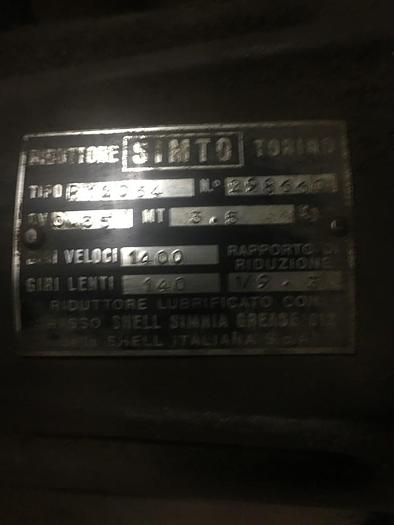 RIDUTTORE SIMTO TORINO
TIPO N.º
MT 3.5 Kg
GIRI VELOCI 1400 RAPPORTO DI RIDUZIONE
GIRI LENTI 140
RIDUTTORE LUBRIFICATO CON
GRASSO SHELL SIMNIA GREASE
SHELL ITALIANA S.p.A.